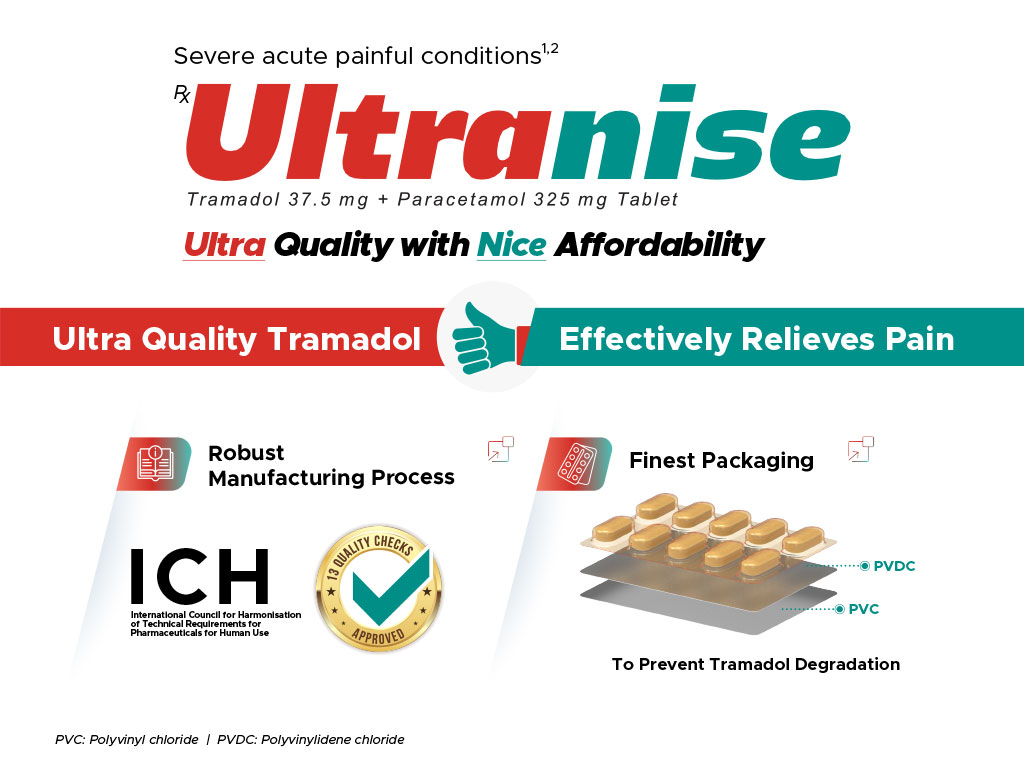 Severe acute painful conditions1,2
Rx Ultranise
Tramadol 37.5 mg + Paracetamol 325 mg Tablet
Ultra Quality with Nice Affordability
Ultra Quality Tramadol
Effectively Relieves Pain
Robust
Manufacturing Process
ICH
International Council for Harmonisation
of Technical Requirements for
Pharmaceuticals for Human Use
13 QUALITY CHECKS
APPROVED
Finest Packaging
PVDC
PVC
To Prevent Tramadol Degradation
PVC: Polyvinyl chloride | PVDC: Polyvinylidene chloride